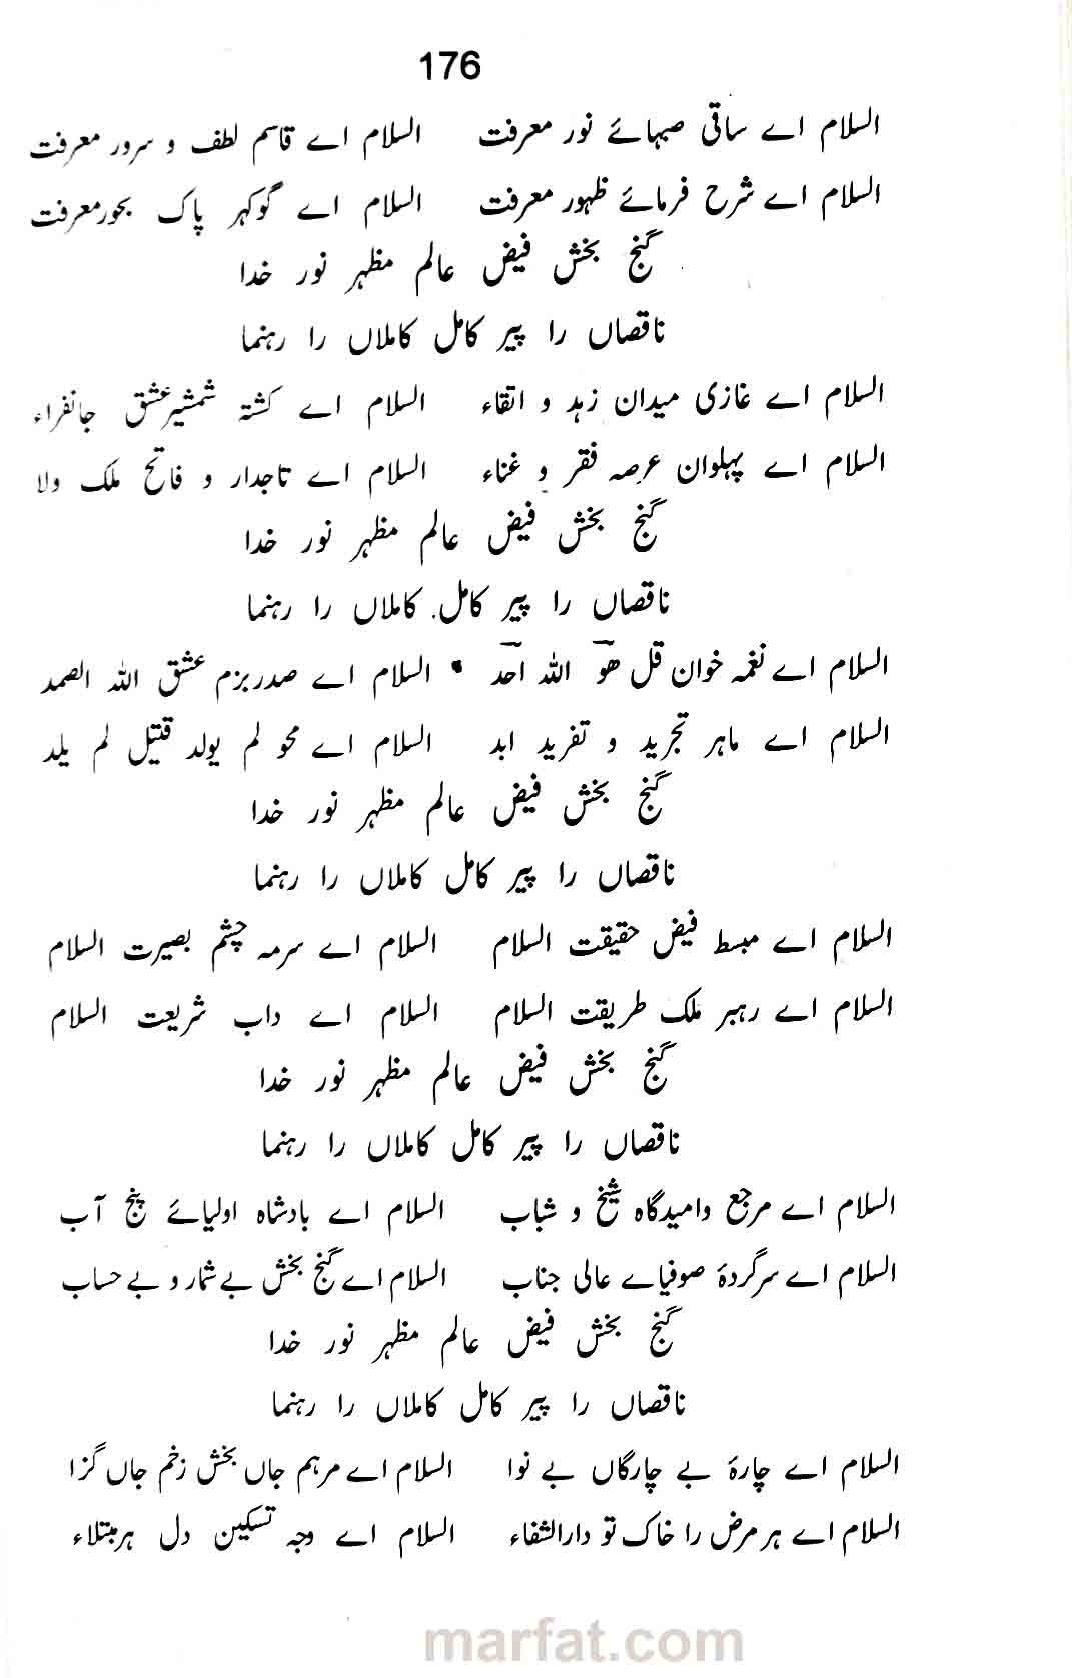 176
السلام اے ساقی صہبائے نور معرفت السلام اے قاسم لطف و سرور معرفت
السلام اے شرح فرمائے ظہور معرفت السلام اے گوکہر پاک بحورمعرفت
گنج بخش فیض عالم مظہر نور خدا
ناقصاں را پیر کامل کاملاں را رہنما
السلام اے غازی میدان زہد و اتقاء السلام اے کشتہ شمشیرعشق جانفراء
السلام اے پہلوان عرصہ فقر و غناء السلام اے تاجدار و فاتح ملک ولا
گنج بخش فیض عالم مظہر نور خدا
ناقصاں را پیر کامل کاملاں را رہنما
السلام اے نغمہ خوان قل ھو اللہ احد السلام اے صدربزم عشق اللہ الصمد
السلام اے ماہر تجرید و تفرید ابد السلام اے محو لم یولد قتیل لم یلد
گنج بخش فیض عالم مظہر نور خدا
ناقصاں را پیر کامل کاملاں را رہنما
السلام اے مبسط فیض حقیقت السلام السلام اے سرمہ چشم بصیرت السلام
السلام اے رہبر ملک طریقت السلام السلام اے داب شریعت السلام
گنج بخش فیض عالم مظہر نور خدا
ناقصاں را پیر کامل کاملاں را رہنما
السلام اے مرجع وامیدگاہ شیخ و شباب السلام اے بادشاہ اولیائے پنج آب
السلام اے سرگردۂ صوفیاے عالی جناب السلام اے گنج بخش بے شمار و بے حساب
گنج بخش فیض عالم مظہر نور خدا
ناقصاں را پیر کامل کاملاں را رہنما
السلام اے چارۂ بے چارگاں بے نوا السلام اے مرہم جاں بخش زخم جاں گزا
السلام اے ہر مرض را خاک تو دارالشفاء السلام اے وجہ تسکین دل ہرمبتلاء
marfat.com